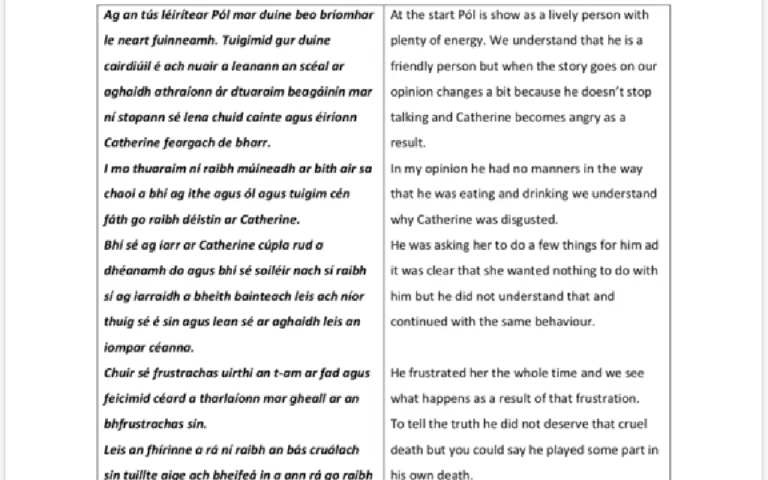 Ag an tús léirítear Pól mar duine beo bríomhar
le neart fuinneamh. Tuigimid gur duine
cairdiúil é ach nuair a leanann an scéal ar
aghaidh athraíonn ár dtuaraim beagáinín mar
ní stopann sé lena chuid cainte agus éiríonn
Catherine feargach de bharr.
I mo thuaraim ní raibh múineadh ar bith air sa
chaoi a bhí ag ithe agus ól agus tuigim cén
fáth go raibh déistin ar Catherine.
Bhí sé ag iarr ar Catherine cúpla rud a
dhéanamh do agus bhí sé soiléir nach sí raibh
sí ag iarraidh a bheith bainteach leis ach níor
thuig sé é sin agus lean sé ar aghaidh leis an
iompar céanna.
Chuir sé frustrachas uirthi an t-am ar fad agus
feicimid céard a tharlaíonn mar gheall ar an
bhfrustrachas sin.
Leis an fhírinne a rá ní raibh an bás cruálach
sin tuillte aige ach bheifeá in a ann rá go raibh
At the start Pól is show as a lively person with
plenty of energy. We understand that he is a
friendly person but when the story goes on our
opinion changes a bit because he doesn't stop
talking and Catherine becomes angry as a
result.
In my opinion he had no manners in the way
that he was eating and drinking we understand
why Catherine was disgusted.
He was asking her to do a few things for him ad
it was clear that she wanted nothing to do with
him but he did not understand that and
continued with the same behaviour.
He frustrated her the whole time and we see
what happens as a result of that frustration.
To tell the truth he did not deserve that cruel
death but you could say he played some part in
his own death.